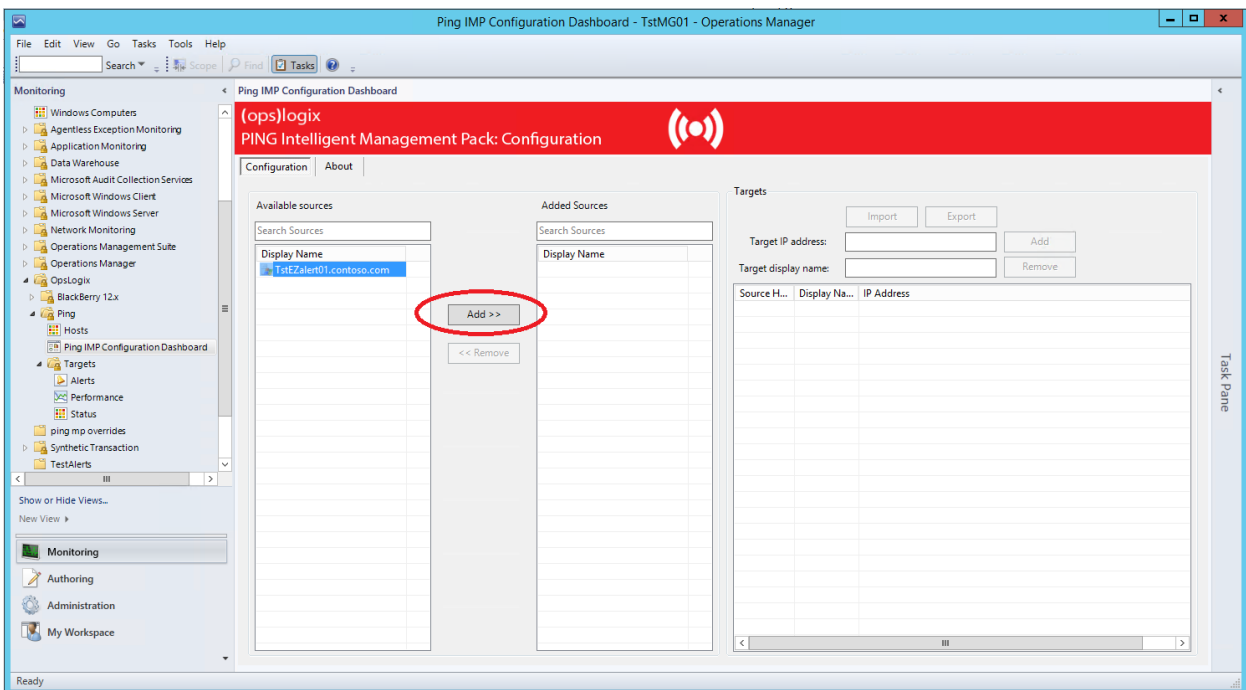 Ping IMP Configuration Dashboard - TstMG01 - Operations Manager
File Edit View Go Tasks Tools Help
Search Scope Find Tasks
Monitoring
Windows Computers
Agentless Exception Monitoring
Application Monitoring
Data Warehouse
Microsoft Audit Collection Services
Microsoft Windows Client
Microsoft Windows Server
Network Monitoring
Operations Management Suite
Operations Manager
OpsLogix
BlackBerry 12.x
Ping
Hosts
Ping IMP Configuration Dashboard
Targets
Alerts
Performance
Status
ping mp overrides
Synthetic Transaction
TestAlerts
Show or Hide Views...
New View
Monitoring
Authoring
Administration
My Workspace
Ping IMP Configuration Dashboard
(ops)logix
PING Intelligent Management Pack: Configuration
Configuration About
Available sources
Search Sources
Display Name
TstEZalert01.contoso.com
Add >>
<< Remove
Added Sources
Search Sources
Display Name
Targets
Import Export
Target IP address: Add
Target display name: Remove
Source H... Display Na... IP Address
Task Pane
Ready